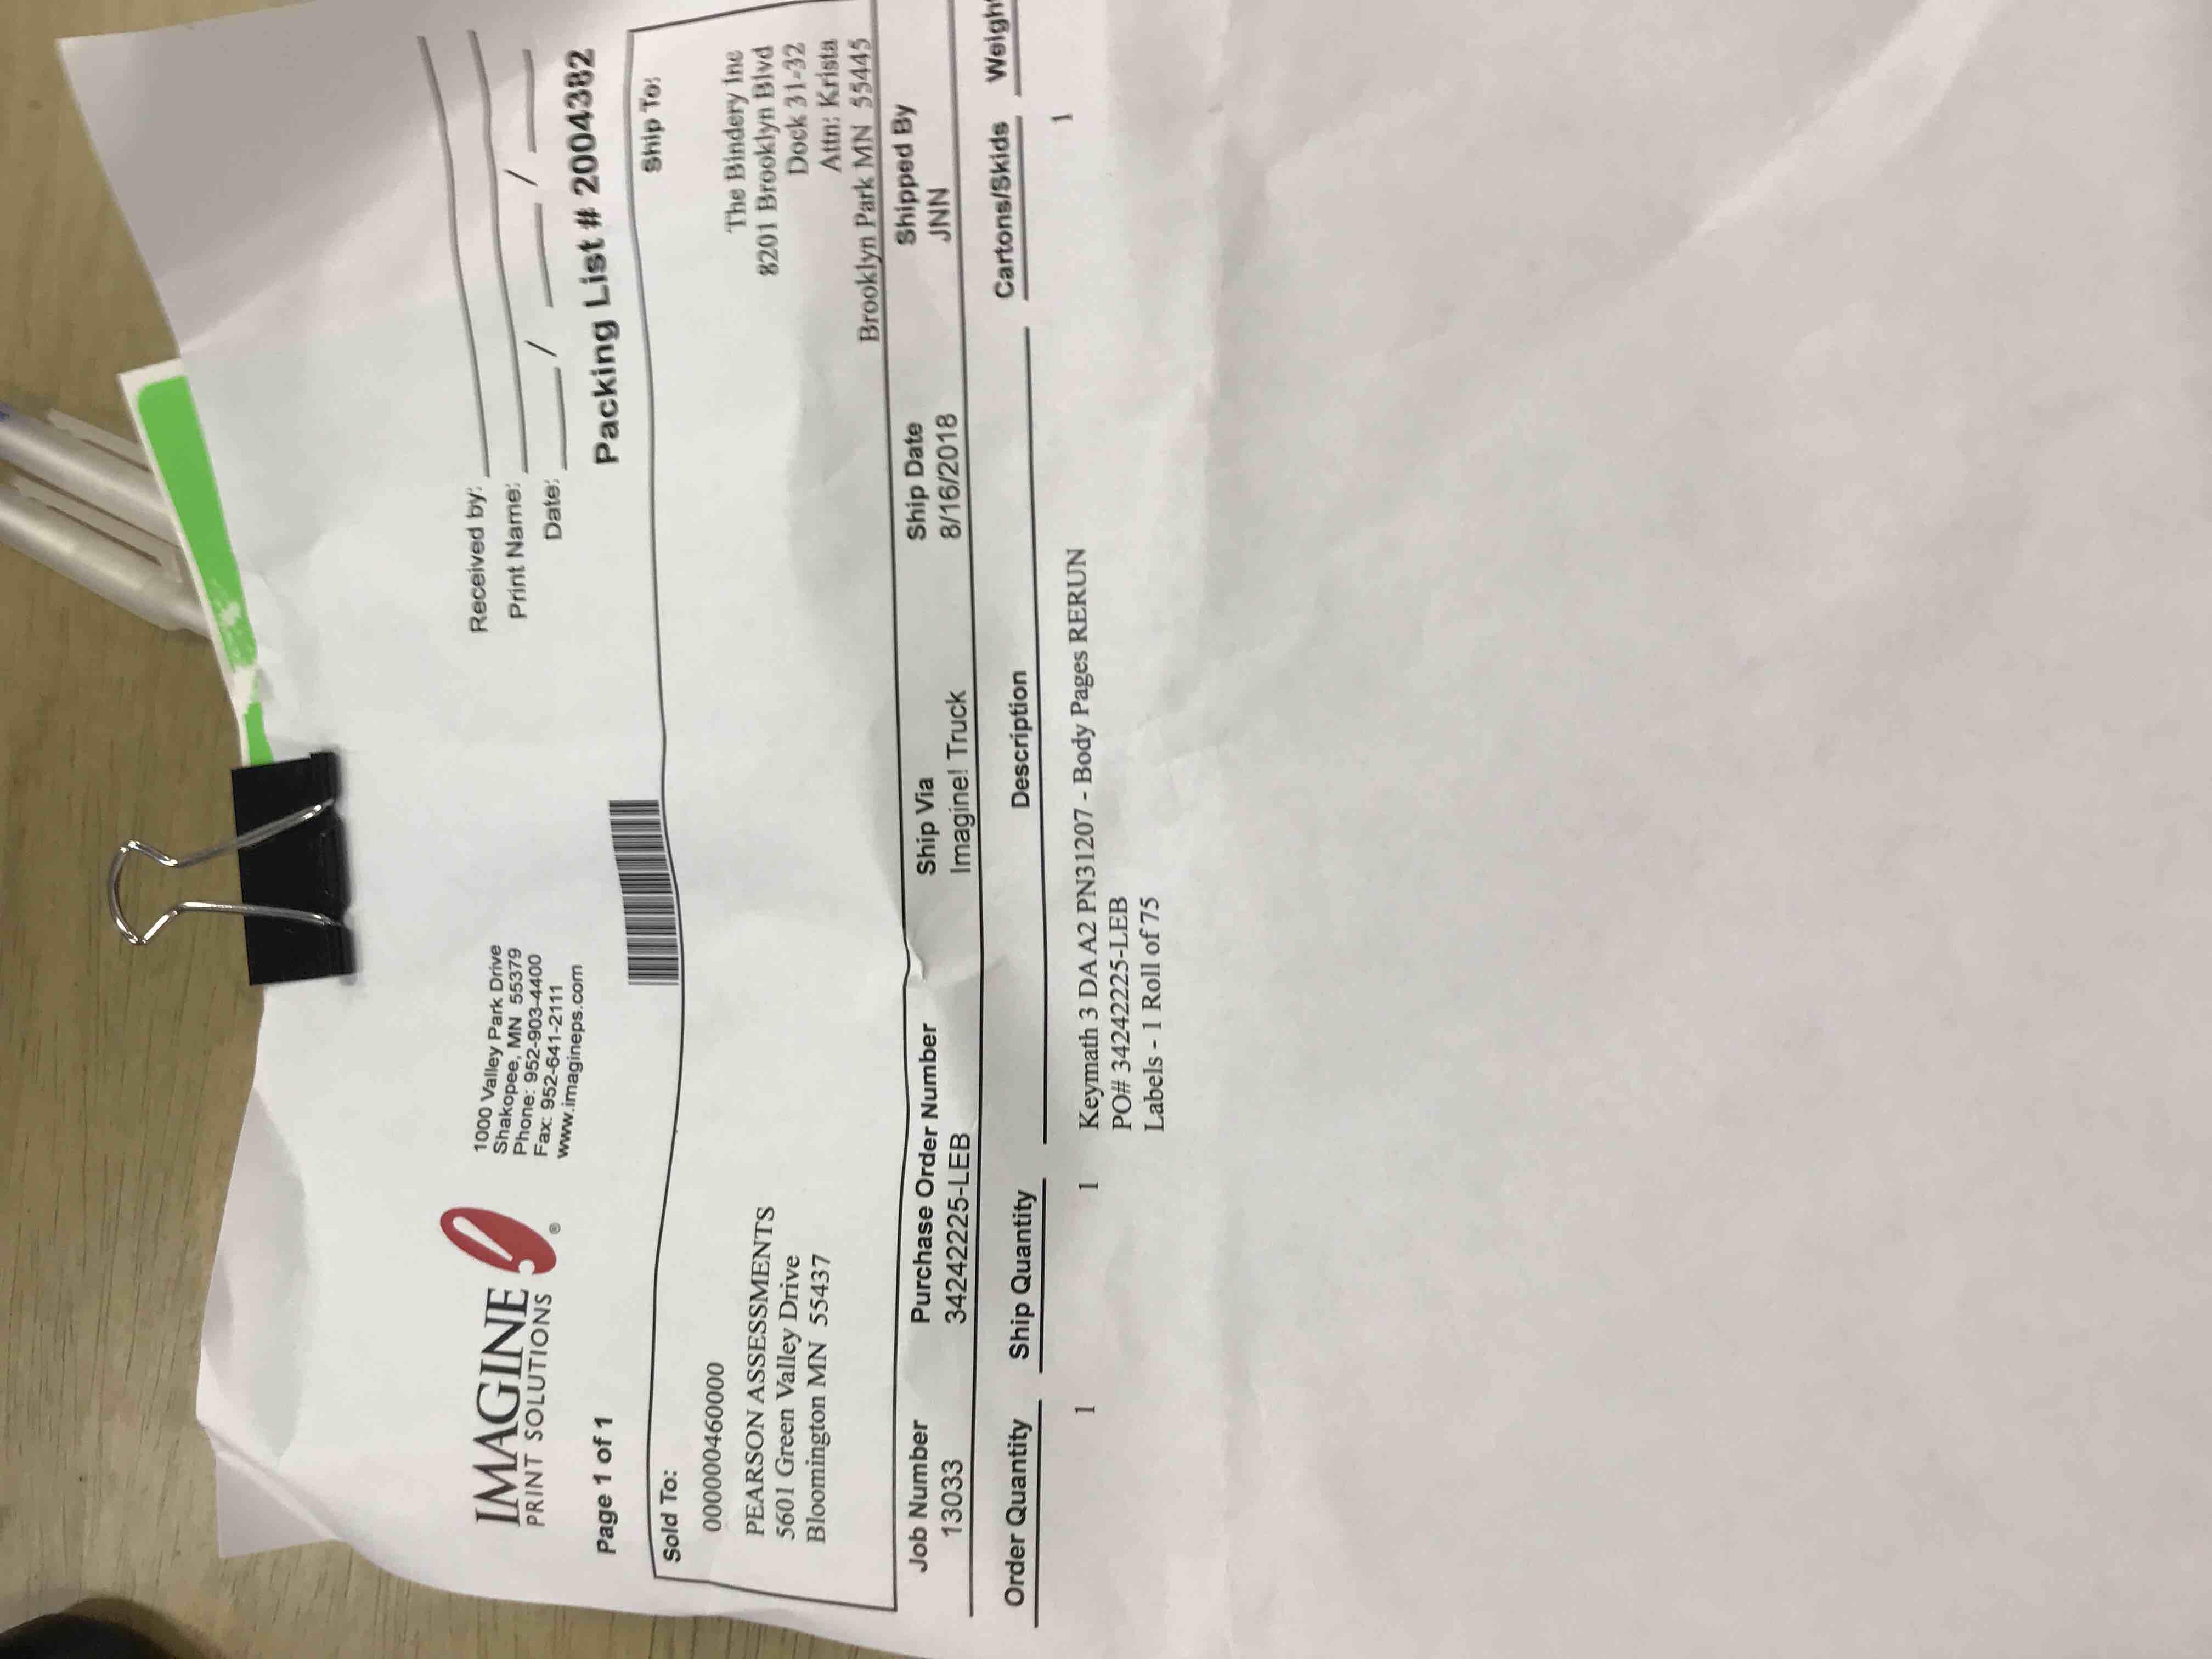 IMAGINE!
PRINT SOLUTIONS ®
1000 Valley Park Drive
Shakopee, MN 55379
Phone: 952-903-4400
Fax: 952-641-2111
www.imagineps.com
Received by:
Print Name:
Date: / /
Page 1 of 1
Packing List # 2004382
Sold To:
00000460000
PEARSON ASSESSMENTS
5601 Green Valley Drive
Bloomington MN 55437
Ship To:
The Bindery Inc
8201 Brooklyn Blvd
Dock 31-32
Attn: Krista
Brooklyn Park MN 55445
Job Number Purchase Order Number Ship Via Ship Date Shipped By
13033 34242225-LEB Imagine! Truck 8/16/2018 JNN
Order Quantity Ship Quantity Description Cartons/Skids Weigh
1 1 Keymath 3 DA A2 PN31207 - Body Pages RERUN 1
PO# 34242225-LEB
Labels - 1 Roll of 75